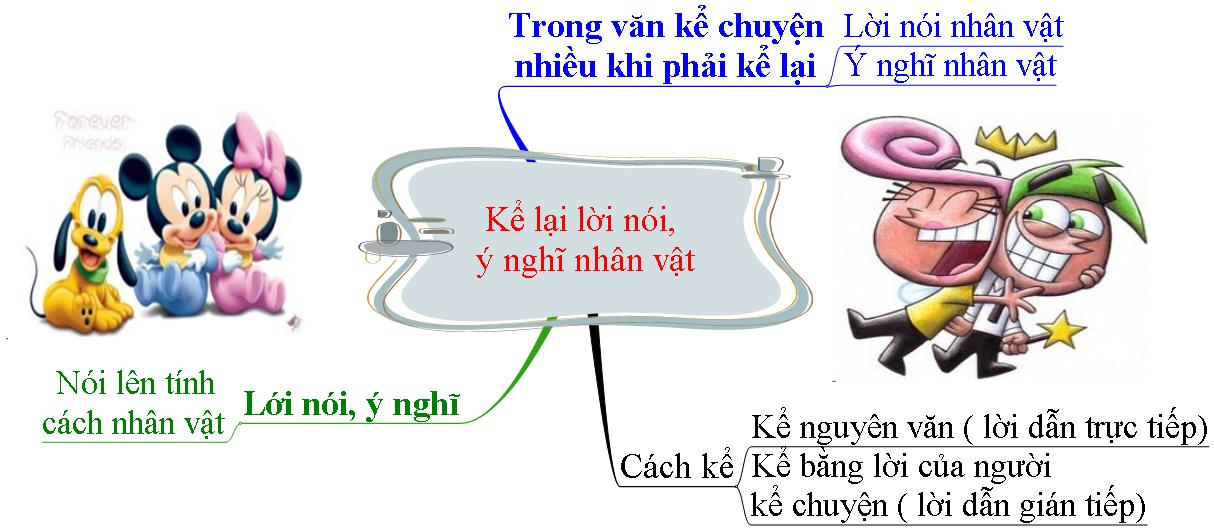 Trong văn kể chuyện
nhiều khi phải kể lại
Lời nói nhân vật
Ý nghĩ nhân vật
Forever
Friends
Kể lại lời nói,
ý nghĩ nhân vật
Nói lên tính
cách nhân vật
Lới nói, ý nghĩ
Cách kể
Kể nguyên văn ( lời dẫn trực tiếp)
Kể bằng lời của người
kể chuyện ( lời dẫn gián tiếp)